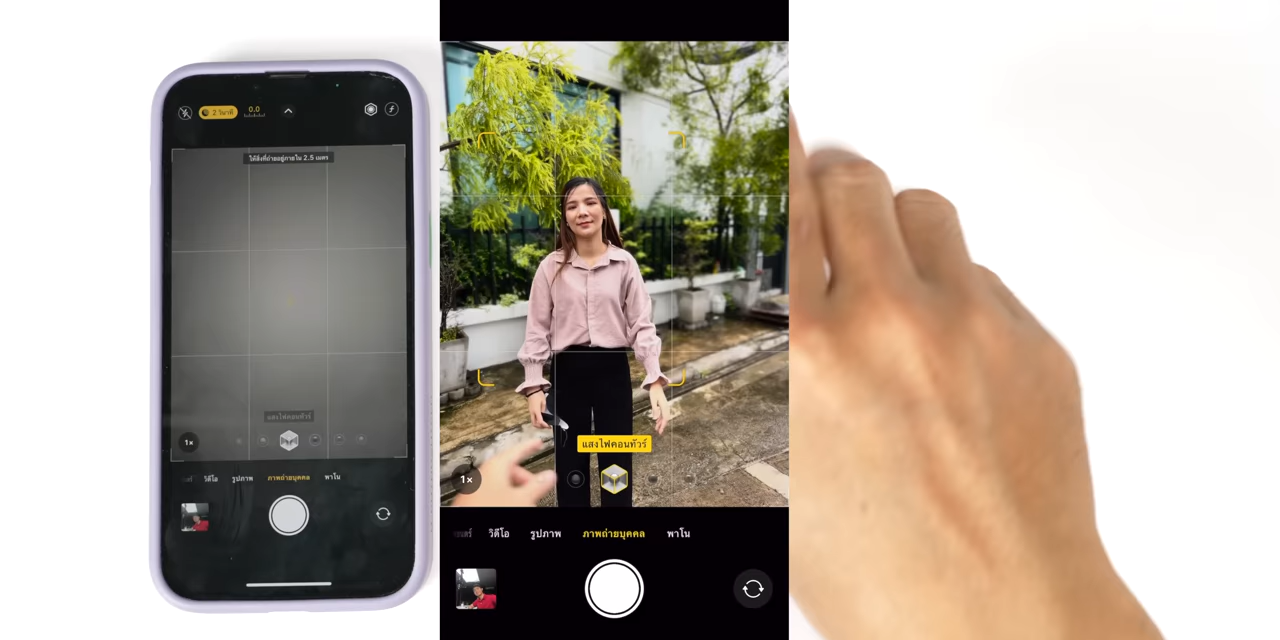 2 วินาที
0.0
ให้สิ่งที่ถ่ายอยู่ภายใน 2.5 เมตร
แสงไฟคอนทัวร์
1×
วิดีโอ
รูปภาพ
ภาพถ่ายบุคคล
พาโน
แสงไฟคอนทัวร์
1×
วิดีโอ
รูปภาพ
ภาพถ่ายบุคคล
พาโน